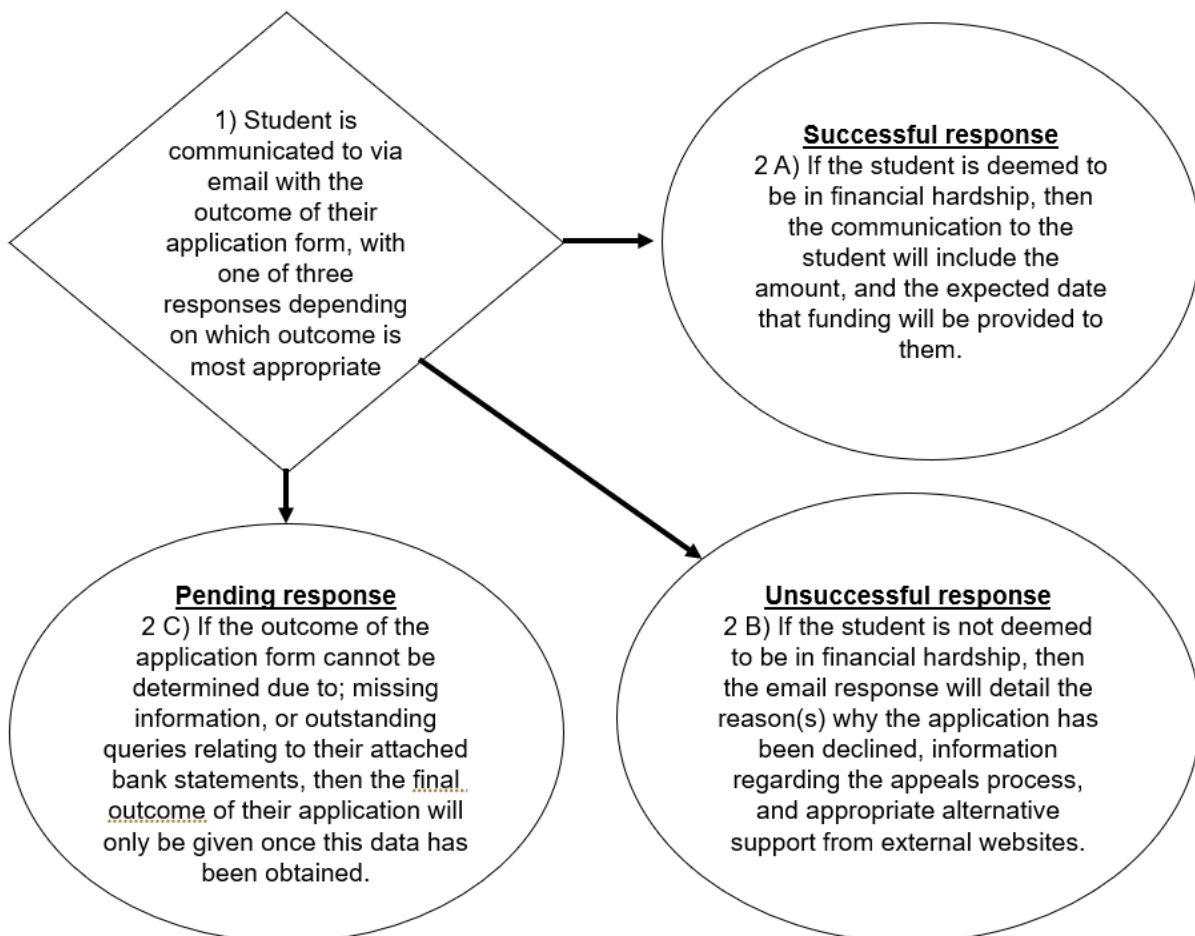 1) Student is
communicated to via
email with the
outcome of their
application form, with
one of three
responses depending
on which outcome is
most appropriate
Successful response
2 A) If the student is deemed to
be in financial hardship, then
the communication to the
student will include the
amount, and the expected date
that funding will be provided to
them.
Pending response
2 C) If the outcome of the
application form cannot be
determined due to; missing
information, or outstanding
queries relating to their attached
bank statements, then the final
outcome of their application will
only be given once this data has
been obtained.
Unsuccessful response
2 B) If the student is not deemed
to be in financial hardship, then
the email response will detail the
reason(s) why the application has
been declined, information
regarding the appeals process,
and appropriate alternative
support from external websites.